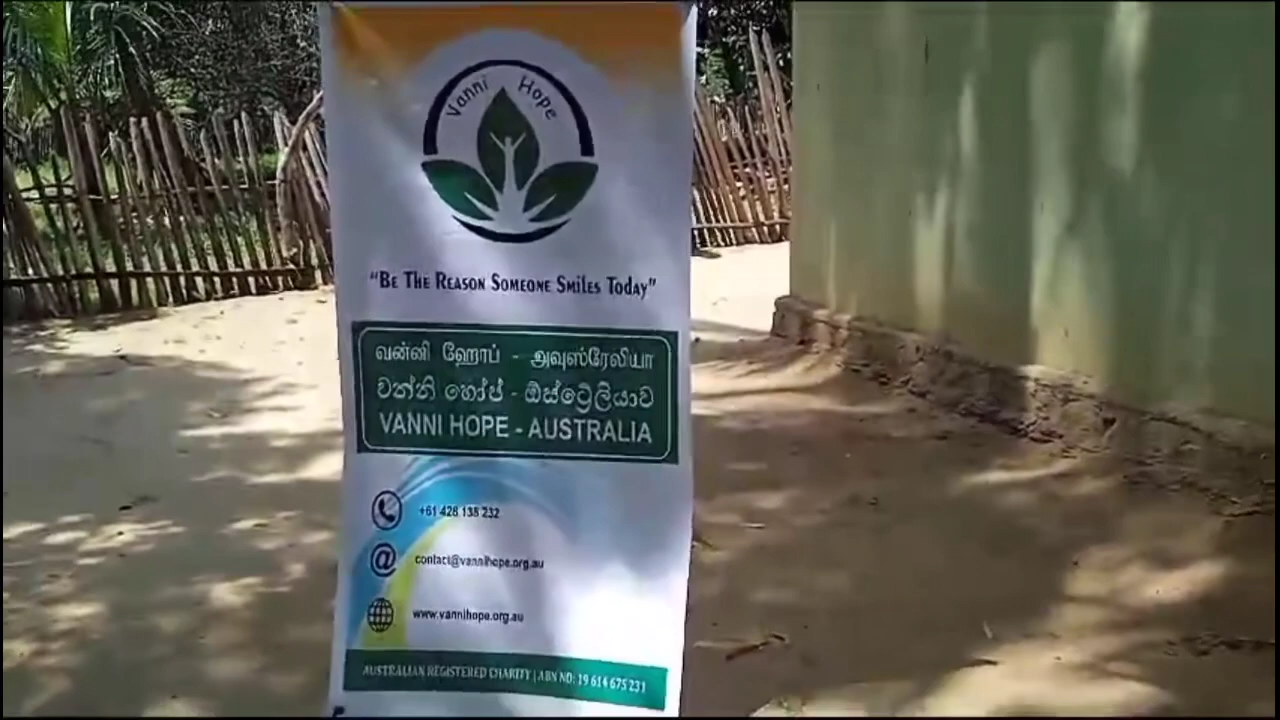 Vanni Hope
"BE THE REASON SOMEONE SMILES TODAY"
வன்னி ஹோப் - அவுஸ்ரேலியா
වන්නි හෝප් - ඕස්ට්‍රේලියාව
VANNI HOPE - AUSTRALIA
+61 428 138 232
contact@vannihope.org.au
www.vannihope.org.au
AUSTRALIAN REGISTERED CHARITY | ABN NO: 19 614 675 231